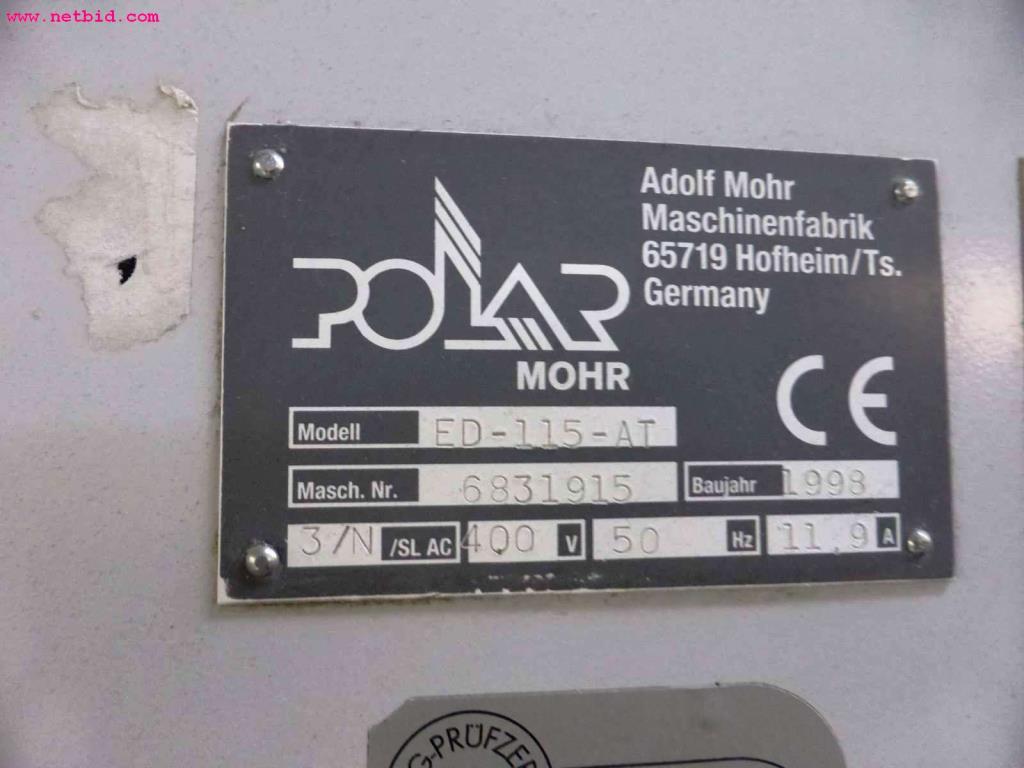 www.netbid.com
POLAR
MOHR
Adolf Mohr
Maschinenfabrik
65719 Hofheim/Ts.
Germany
CE
Modell ED-115-AT
Masch. Nr. 6831915 Baujahr 1998
3/N /SL AC 400 V 50 Hz 11.9 A